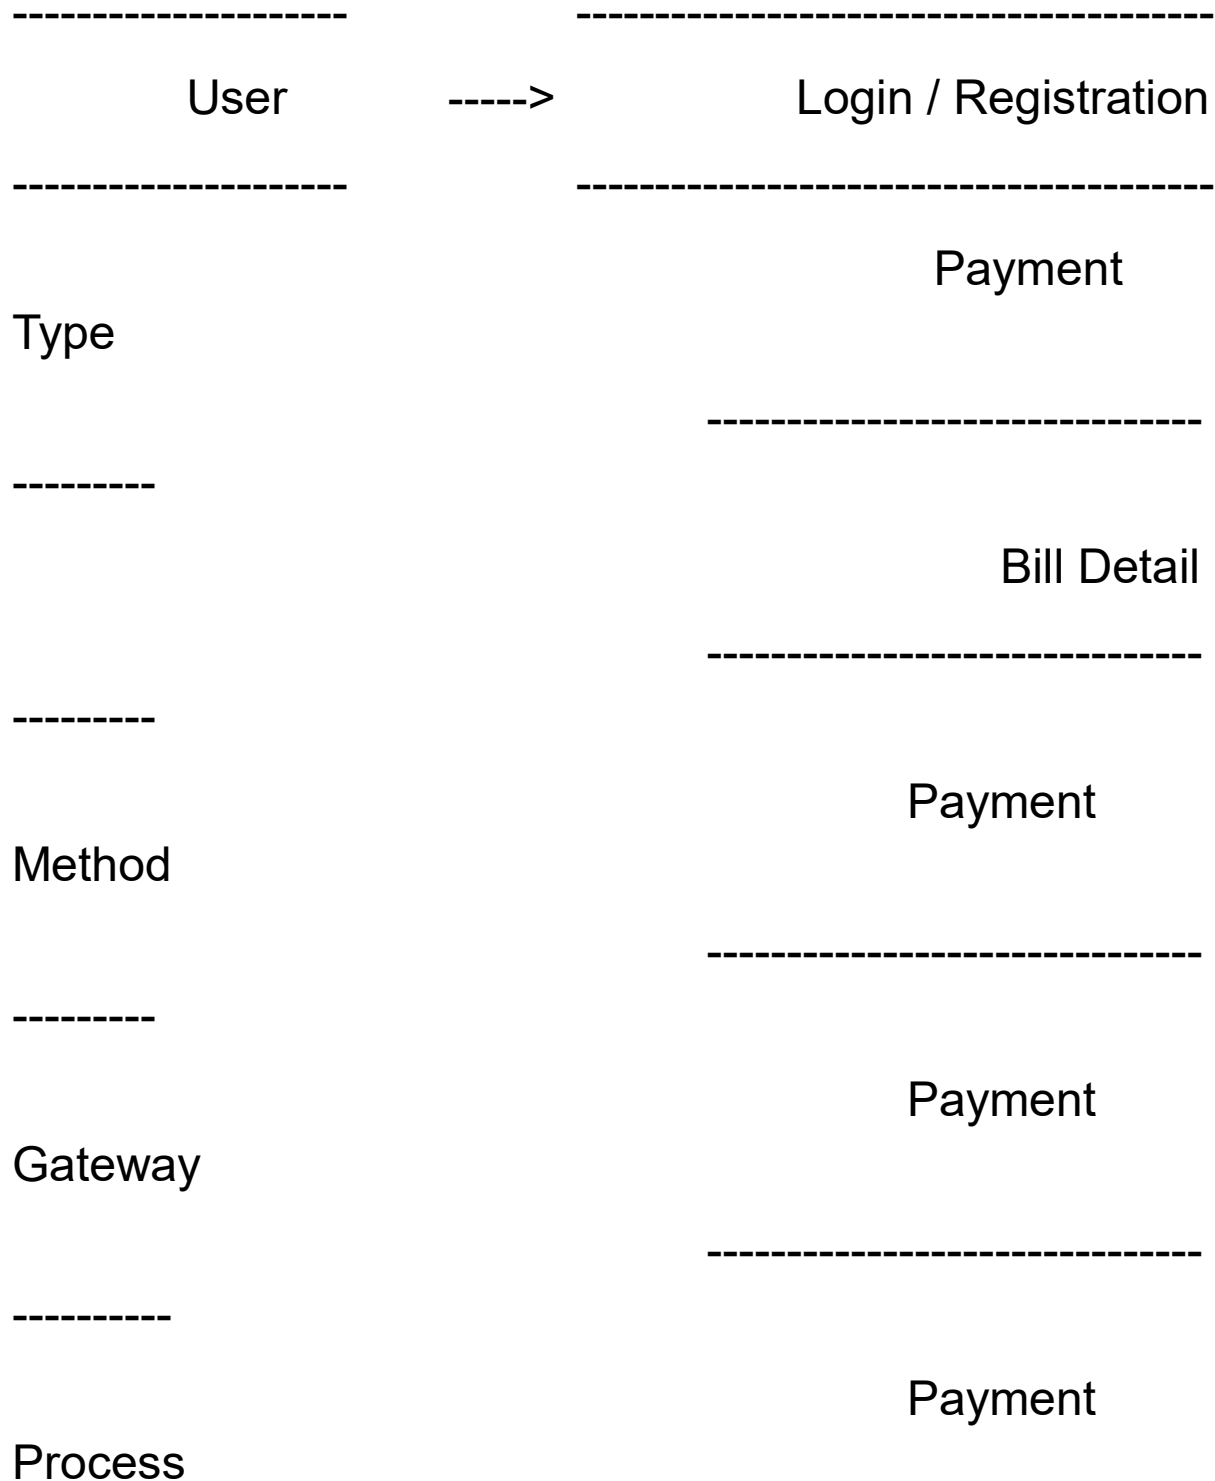 --------------------- ----------------------------------------
User -----> Login / Registration
--------------------- ----------------------------------------
Payment
Type
-------------------------------
---------
Bill Detail
-------------------------------
---------
Payment
Method
-------------------------------
---------
Payment
Gateway
-------------------------------
----------
Payment
Process